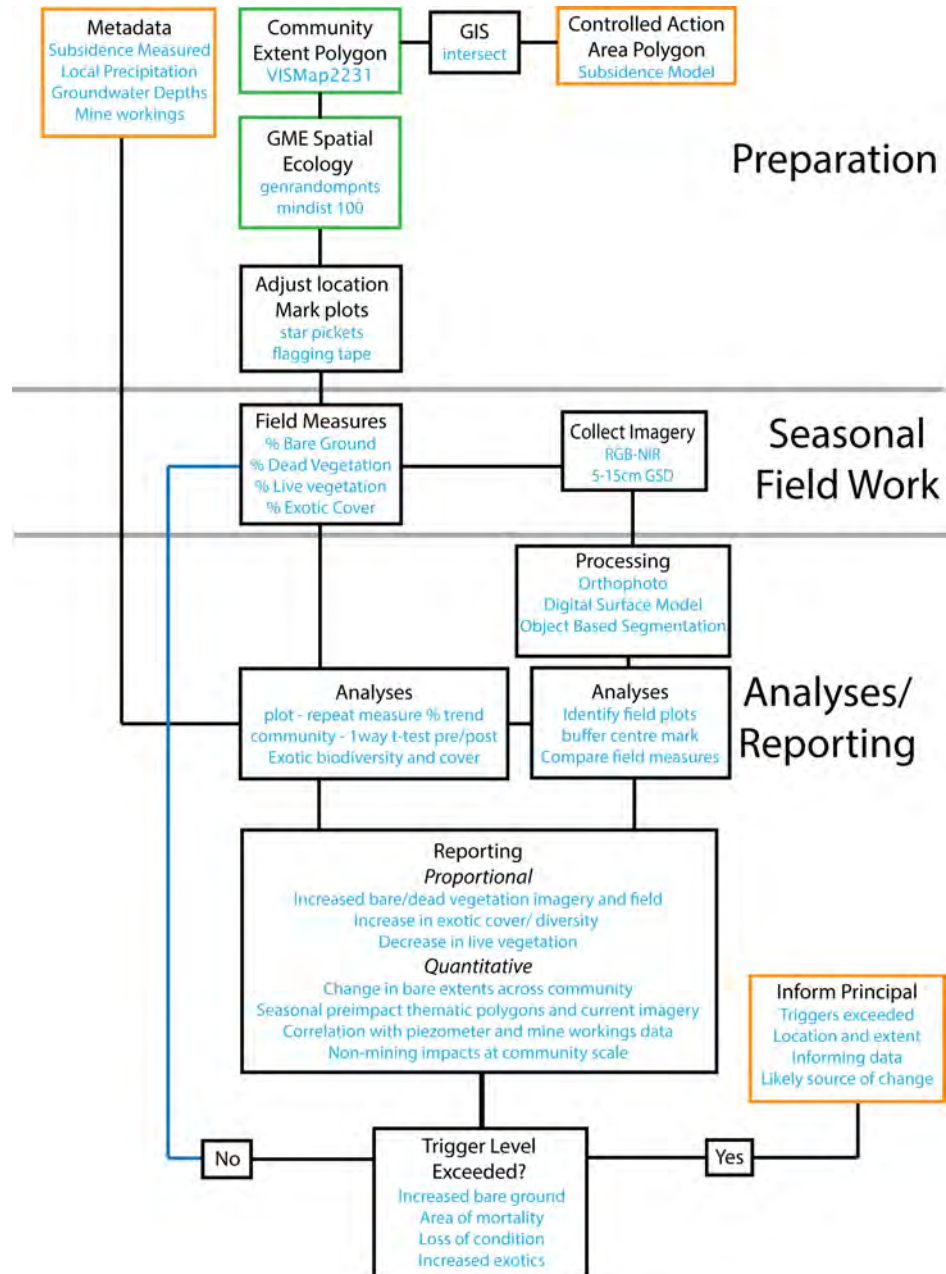 Metadata
Subsidence Measured
Local Precipitation
Groundwater Depths
Mine workings
Community
Extent Polygon
VISMap2231
GIS
intersect
Controlled Action
Area Polygon
Subsidence Model
GME Spatial
Ecology
genrandompnts
mindist 100
Preparation
Adjust location
Mark plots
star pickets
flagging tape
Field Measures
% Bare Ground
% Dead Vegetation
% Live vegetation
% Exotic Cover
Collect Imagery
RGB-NIR
5-15cm GSD
Seasonal
Field Work
Processing
Orthophoto
Digital Surface Model
Object Based Segmentation
Analyses
plot - repeat measure % trend
community - 1way t-test pre/post
Exotic biodiversity and cover
Analyses
Identify field plots
buffer centre mark
Compare field measures
Analyses/
Reporting
Reporting
Proportional
Increased bare/dead vegetation imagery and field
Increase in exotic cover/ diversity
Decrease in live vegetation
Quantitative
Change in bare extents across community
Seasonal preimpact thematic polygons and current imagery
Correlation with piezometer and mine workings data
Non-mining impacts at community scale
Inform Principal
Triggers exceeded
Location and extent
Informing data
Likely source of change
No
Trigger Level
Exceeded?
Increased bare ground
Area of mortality
Loss of condition
Increased exotics
Yes